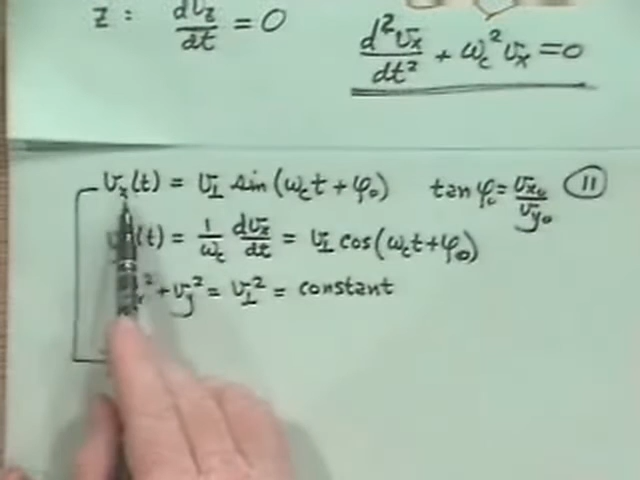 z: dv_z/dt = 0
d²v_x/dt² + ω_c² v_x = 0
v_x(t) = v_⊥ sin(ω_c t + φ_0) tan φ_0 = v_x0/v_y0 (11)
(t) = 1/ω_c dv_x/dt = v_⊥ cos(ω_c t + φ_0)
² + v_y² = v_⊥² = constant